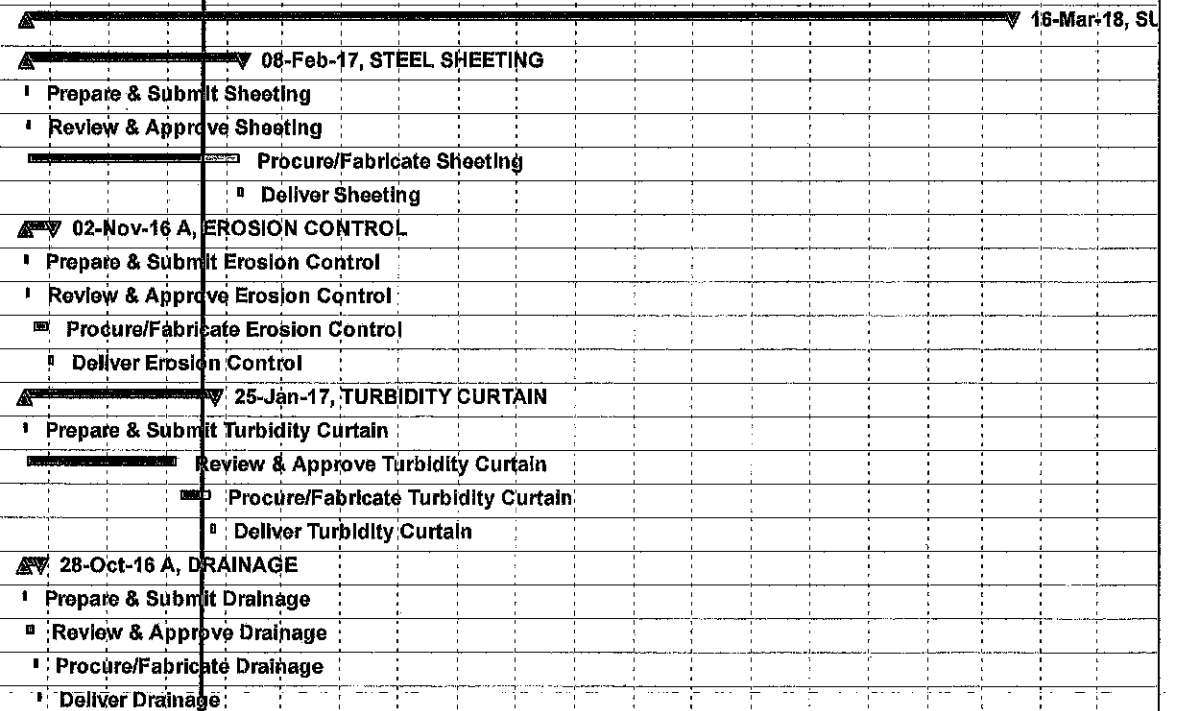 16-Mar-18, SU
08-Feb-17, STEEL SHEETING
Prepare & Submit Sheeting
Review & Approve Sheeting
Procure/Fabricate Sheeting
Deliver Sheeting
02-Nov-16 A, EROSION CONTROL
Prepare & Submit Erosion Control
Review & Approve Erosion Control
Procure/Fabricate Erosion Control
Deliver Erosion Control
25-Jan-17, TURBIDITY CURTAIN
Prepare & Submit Turbidity Curtain
Review & Approve Turbidity Curtain
Procure/Fabricate Turbidity Curtain
Deliver Turbidity Curtain
28-Oct-16 A, DRAINAGE
Prepare & Submit Drainage
Review & Approve Drainage
Procure/Fabricate Drainage
Deliver Drainage